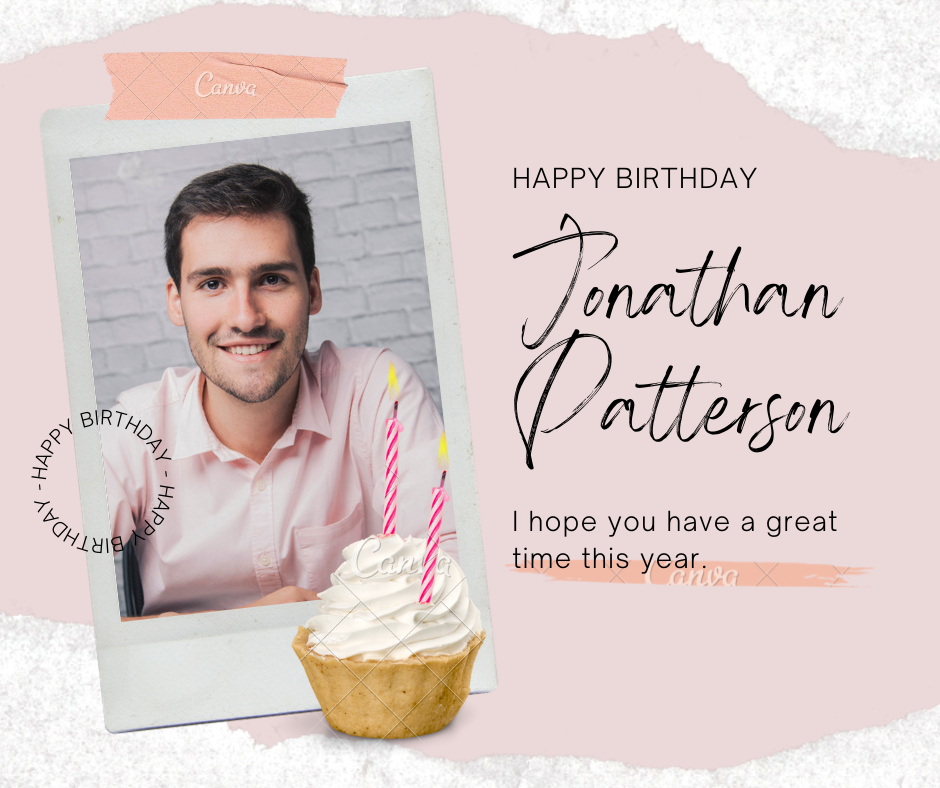 Canva
HAPPY BIRTHDAY
Jonathan
Patterson
HAPPY BIRTHDAY - HAPPY BIRTHDAY -
I hope you have a great
time this year.
Canva
Canva